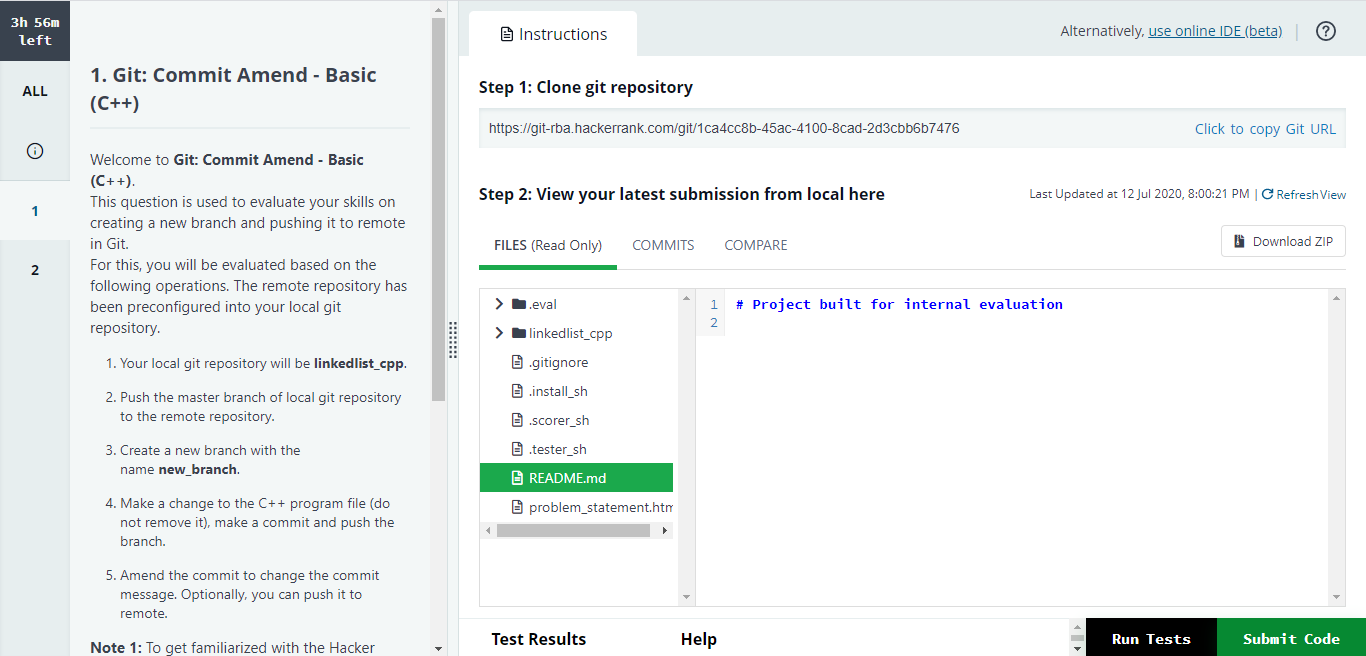 3h 56m
left
ALL
1
2
1. Git: Commit Amend - Basic
(C++)
Welcome to Git: Commit Amend - Basic
(C++).
This question is used to evaluate your skills on
creating a new branch and pushing it to remote
in Git.
For this, you will be evaluated based on the
following operations. The remote repository has
been preconfigured into your local git
repository.
1. Your local git repository will be linkedlist_cpp.
2. Push the master branch of local git repository
to the remote repository.
3. Create a new branch with the
name new_branch.
4. Make a change to the C++ program file (do
not remove it), make a commit and push the
branch.
5. Amend the commit to change the commit
message. Optionally, you can push it to
remote.
Note 1: To get familiarized with the Hacker
Instructions
Alternatively, use online IDE (beta) | ?
Step 1: Clone git repository
https://git-rba.hackerrank.com/git/1ca4cc8b-45ac-4100-8cad-2d3cbb6b7476
Click to copy Git URL
Step 2: View your latest submission from local here
Last Updated at 12 Jul 2020, 8:00:21 PM | Refresh View
FILES (Read Only) COMMITS COMPARE
Download ZIP
.eval
linkedlist_cpp
.gitignore
.install_sh
.scorer_sh
.tester_sh
README.md
problem_statement.htm
1 # Project built for internal evaluation
2
Test Results Help
Run Tests Submit Code